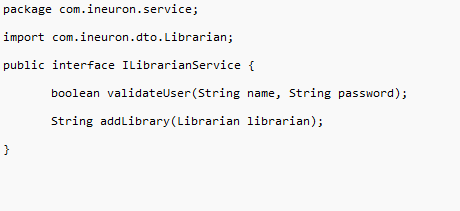 package com.ineuron.service;
import com.ineuron.dto.Librarian;
public interface ILibrarianService {
boolean validateUser(String name, String password);
String addLibrary(Librarian librarian);
}